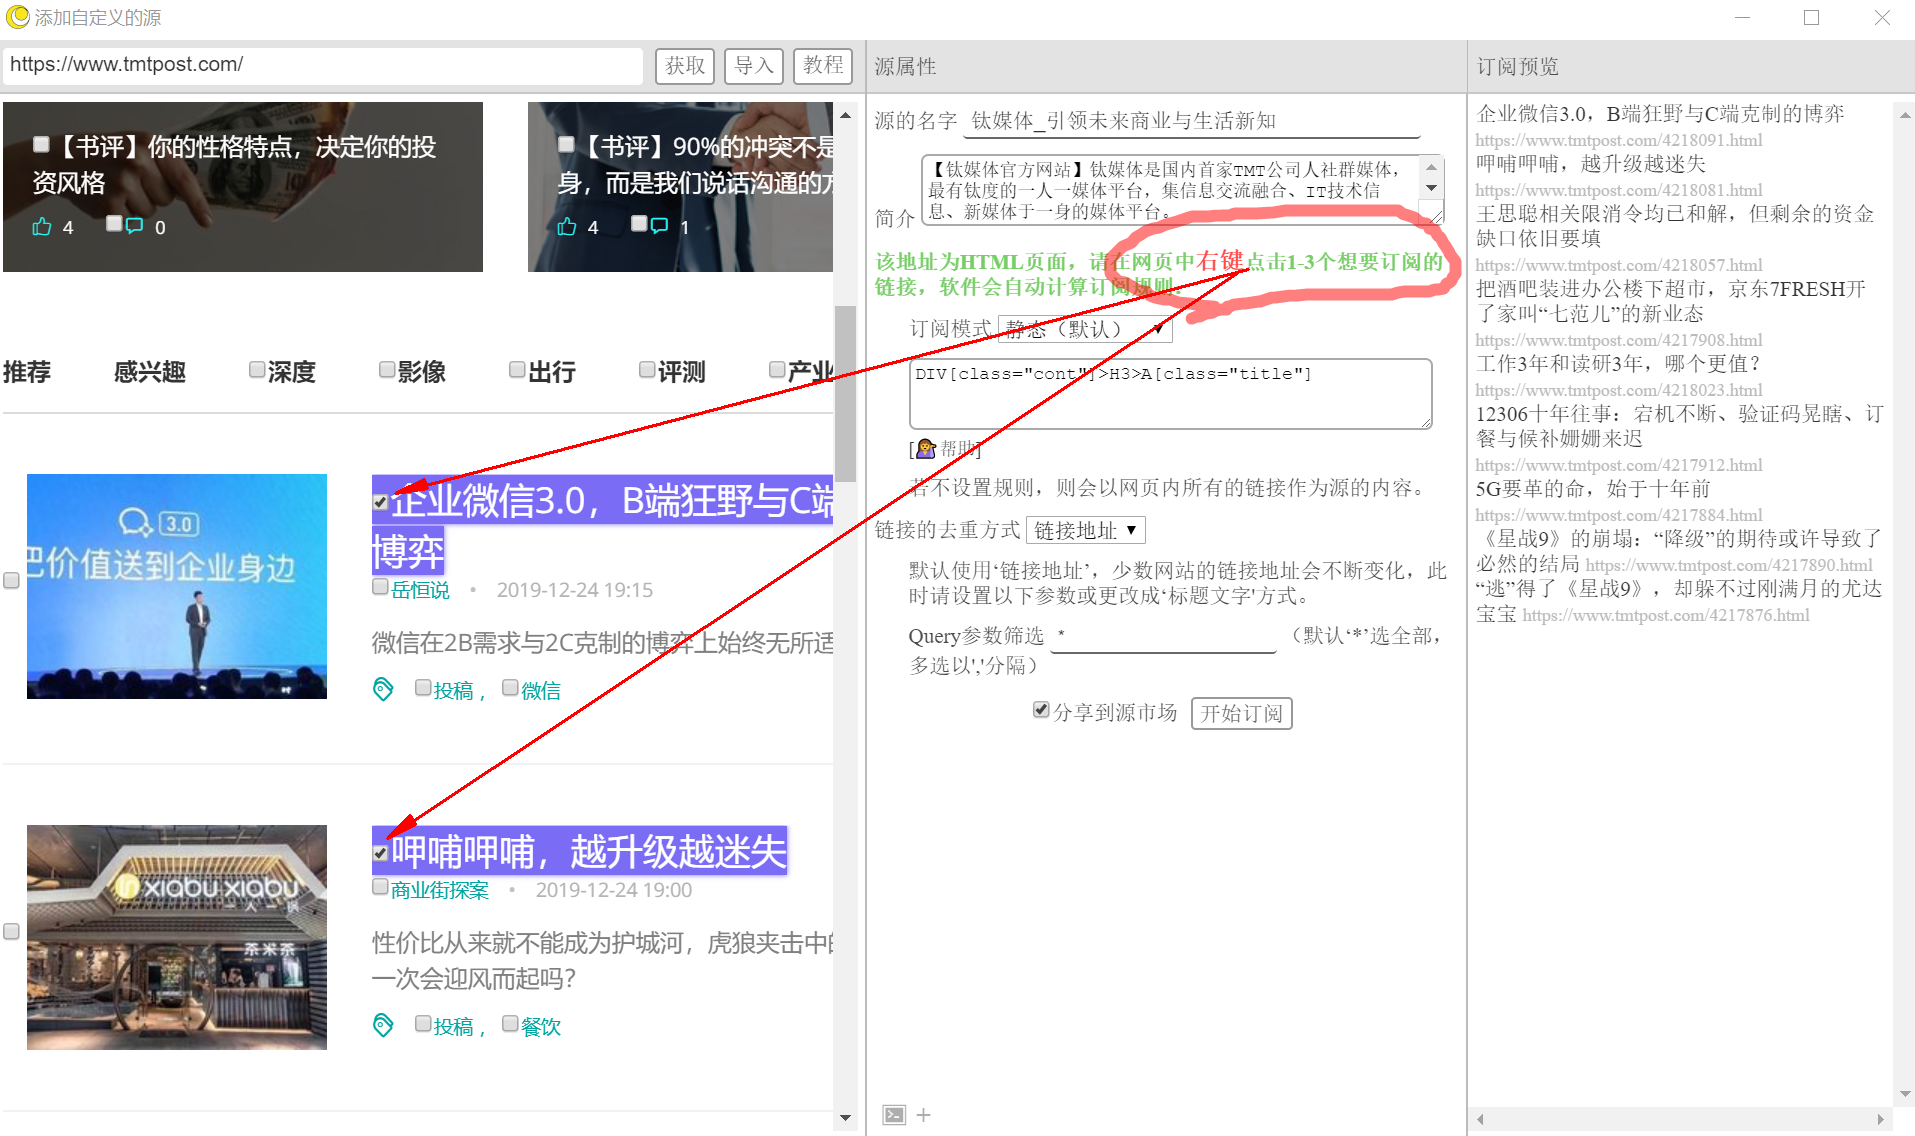 添加自定义的源
https://www.tmtpost.com/
获取
导入
教程
源属性
订阅预览
【书评】你的性格特点，决定你的投
资风格
4
0
【书评】90%的冲突不是
身，而是我们说话沟通的方
4
1
推荐
感兴趣
深度
影像
出行
评测
产业
3.0
把价值送到企业身边
企业微信3.0，B端狂野与C端
博弈
岳恒说 • 2019-12-24 19:15
微信在2B需求与2C克制的博弈上始终无所适
投稿 ， 微信
xiabu xiabu
一人一锅
茶米茶
呷哺呷哺，越升级越迷失
商业街探案 • 2019-12-24 19:00
性价比从来就不能成为护城河，虎狼夹击中的
一次会迎风而起吗？
投稿 ， 餐饮
源的名字 钛媒体_引领未来商业与生活新知
简介
【钛媒体官方网站】钛媒体是国内首家TMT公司人社群媒体，
最有钛度的一人一媒体平台，集信息交流融合、IT技术信
息、新媒体于一身的媒体平台。
该地址为HTML页面，请在网页中右键点击1-3个想要订阅的
链接，软件会自动计算订阅规则。
订阅模式 静态（默认）
DIV[class="cont"]>H3>A[class="title"]
[帮助]
若不设置规则，则会以网页内所有的链接作为源的内容。
链接的去重方式 链接地址
默认使用‘链接地址’，少数网站的链接地址会不断变化，此
时请设置以下参数或更改成‘标题文字'方式。
Query参数筛选 * （默认‘*’选全部，
多选以','分隔）
分享到源市场
开始订阅
企业微信3.0，B端狂野与C端克制的博弈
https://www.tmtpost.com/4218091.html
呷哺呷哺，越升级越迷失
https://www.tmtpost.com/4218081.html
王思聪相关限消令均已和解，但剩余的资金
缺口依旧要填
https://www.tmtpost.com/4218057.html
把酒吧装进办公楼下超市，京东7FRESH开
了家叫“七范儿”的新业态
https://www.tmtpost.com/4217908.html
工作3年和读研3年，哪个更值？
https://www.tmtpost.com/4218023.html
12306十年往事：宕机不断、验证码晃瞎、订
餐与候补姗姗来迟
https://www.tmtpost.com/4217912.html
5G要革的命，始于十年前
https://www.tmtpost.com/4217884.html
《星战9》的崩塌：“降级”的期待或许导致了
必然的结局 https://www.tmtpost.com/4217890.html
“逃”得了《星战9》，却躲不过刚满月的尤达
宝宝 https://www.tmtpost.com/4217876.html